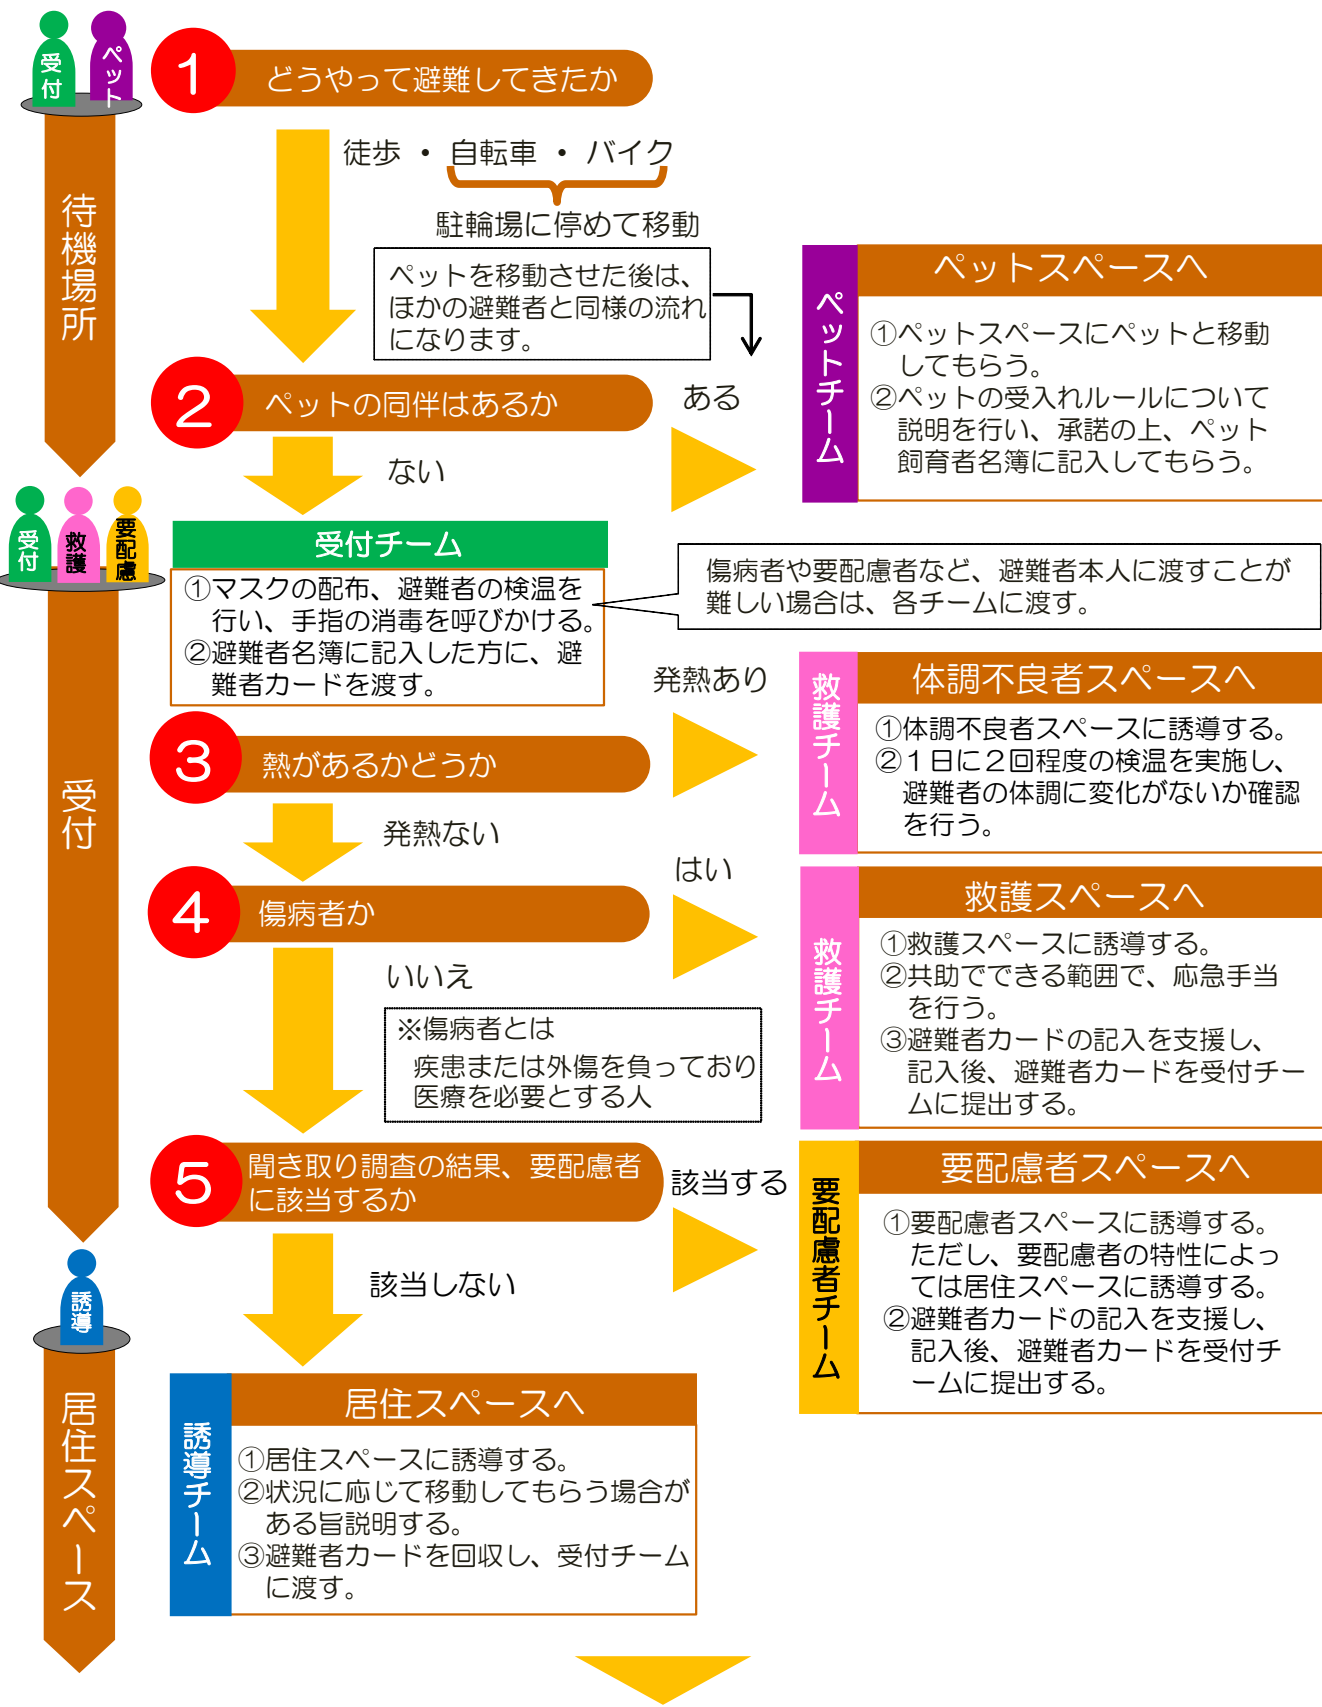 受付
ペット
1
どうやって避難してきたか
待機場所
徒歩 ・ 自転車 ・ バイク
駐輪場に停めて移動
ペットを移動させた後は、
ほかの避難者と同様の流れ
になります。
2
ペットの同伴はあるか
ある
ない
ペットチーム
ペットスペースへ
①ペットスペースにペットと移動
してもらう。
②ペットの受入れルールについて
説明を行い、承諾の上、ペット
飼育者名簿に記入してもらう。
受付
救護
要配慮
受付
受付チーム
①マスクの配布、避難者の検温を
行い、手指の消毒を呼びかける。
②避難者名簿に記入した方に、避
難者カードを渡す。
傷病者や要配慮者など、避難者本人に渡すことが
難しい場合は、各チームに渡す。
3
熱があるかどうか
発熱あり
発熱ない
救護チーム
体調不良者スペースへ
①体調不良者スペースに誘導する。
②１日に２回程度の検温を実施し、
避難者の体調に変化がないか確認
を行う。
4
傷病者か
はい
いいえ
※傷病者とは
疾患または外傷を負っており
医療を必要とする人
救護チーム
救護スペースへ
①救護スペースに誘導する。
②共助でできる範囲で、応急手当
を行う。
③避難者カードの記入を支援し、
記入後、避難者カードを受付チー
ムに提出する。
5
聞き取り調査の結果、要配慮者
に該当するか
該当する
該当しない
要配慮者チーム
要配慮者スペースへ
①要配慮者スペースに誘導する。
ただし、要配慮者の特性によっ
ては居住スペースに誘導する。
②避難者カードの記入を支援し、
記入後、避難者カードを受付チ
ームに提出する。
誘導
居住スペース
誘導チーム
居住スペースへ
①居住スペースに誘導する。
②状況に応じて移動してもらう場合が
ある旨説明する。
③避難者カードを回収し、受付チーム
に渡す。